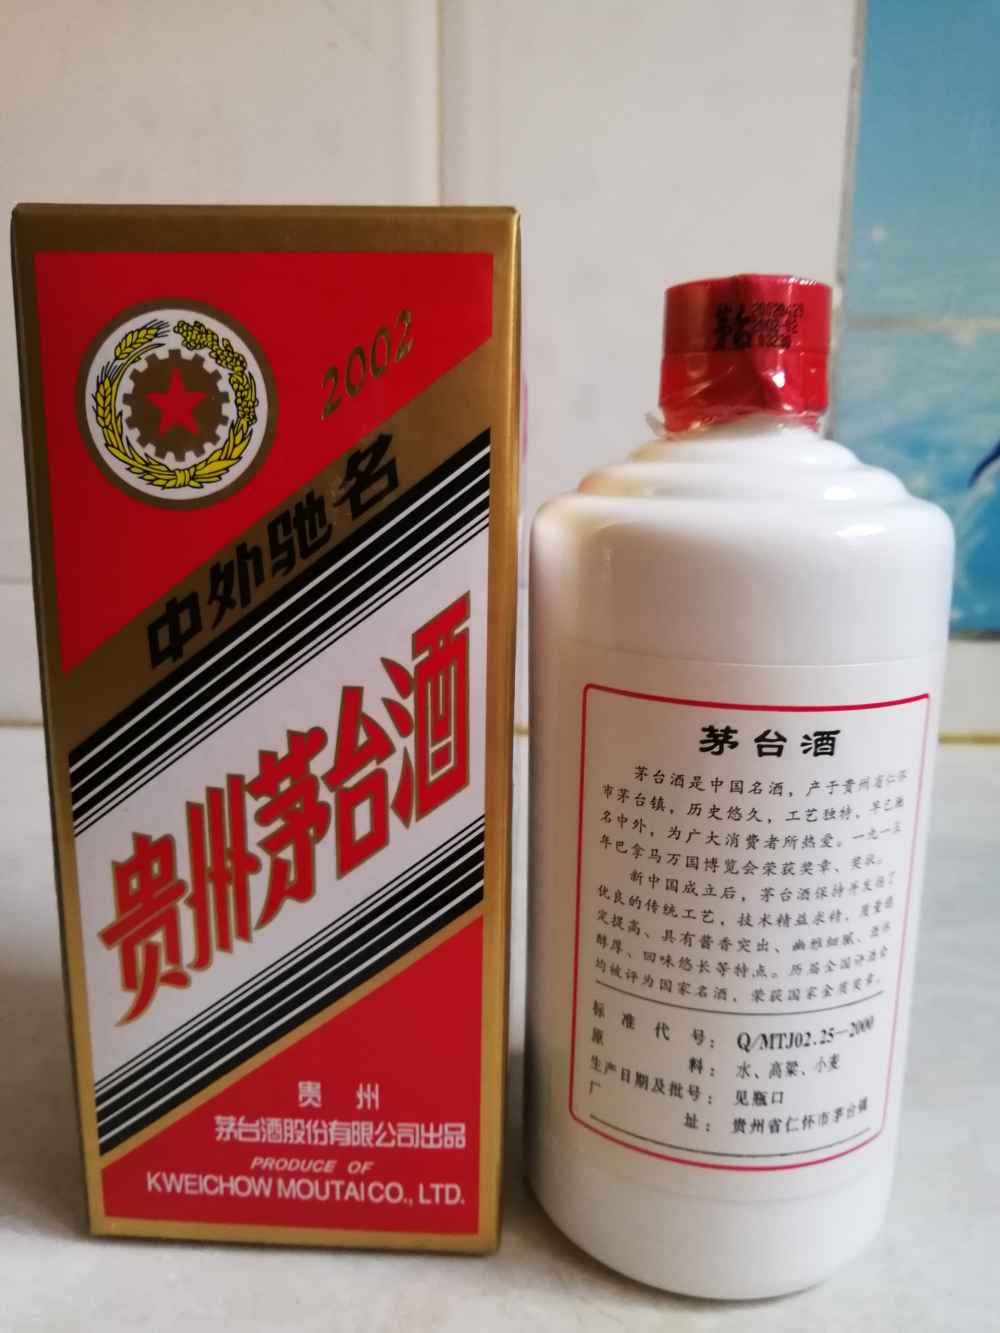 2002
中外驰名
贵州茅台酒
贵州
茅台酒股份有限公司出品
PRODUCE OF
KWEICHOW MOUTAI CO., LTD.
茅台
20020429
2002-02
03236
茅台酒
茅台酒是中国名酒，产于贵州省仁怀
市茅台镇，历史悠久，工艺独特，早已驰
名中外，为广大消费者所热爱。一九一五
年巴拿马万国博览会荣获奖章、奖状。
新中国成立后，茅台酒保持并发扬了
优良的传统工艺，技术精益求精，质量稳
定提高、具有酱香突出、幽雅细腻、酒体
醇厚、回味悠长等特点。历届全国评酒会
均被评为国家名酒，荣获国家金质奖章。
标准代号：Q/MTJ02.25—2000
原料：水、高粱、小麦
生产日期及批号：见瓶口
厂址：贵州省仁怀市茅台镇